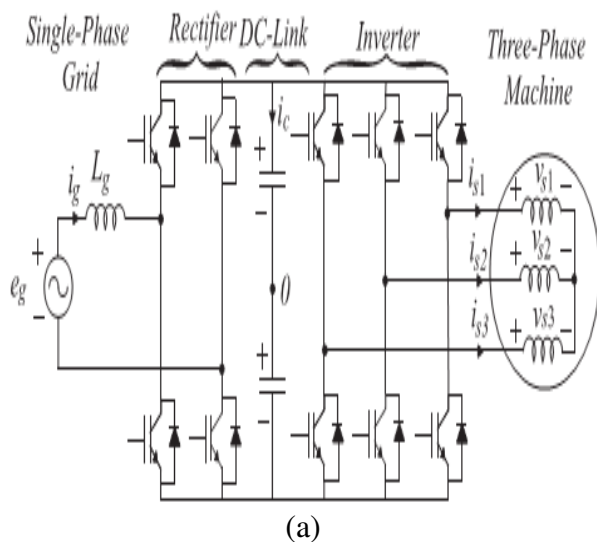 Single-Phase
Grid
Rectifier
DC-Link
Inverter
Three-Phase
Machine
i_c
+
−
i_g
L_g
+
e_g
−
0
+
−
i_s1
+
v_s1
−
i_s2
+
v_s2
−
i_s3
+
v_s3
−
(a)